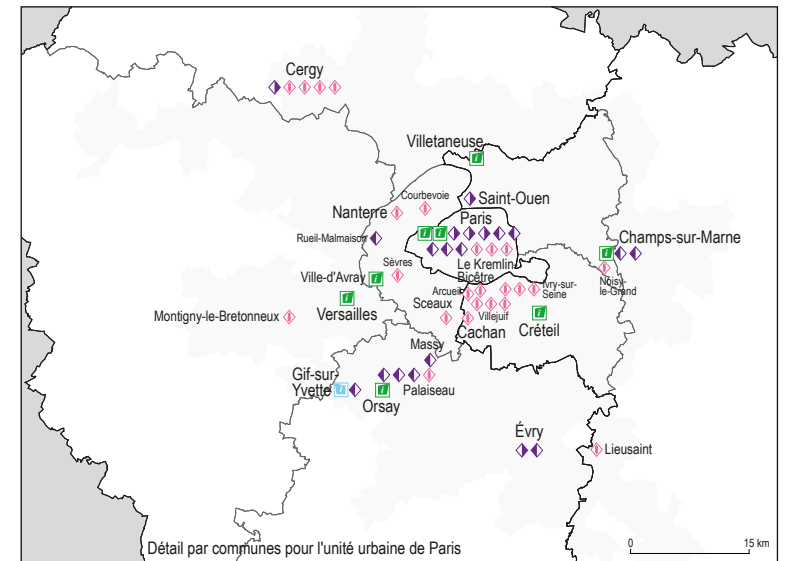 Cergy
Villetaneuse
Courbevoie
Saint-Ouen
Nanterre
Paris
Rueil-Malmaison
Champs-sur-Marne
Le Kremlin-
Bicêtre
Sèvres
Ville-d'Avray
Noisy-
le-Grand
Arcueil
Ivry-sur-
Seine
Versailles
Sceaux
Villejuif
Montigny-le-Bretonneux
Cachan
Créteil
Massy
Gif-sur-
Yvette
Palaiseau
Orsay
Évry
Lieusaint
Détail par communes pour l'unité urbaine de Paris
0
15 km